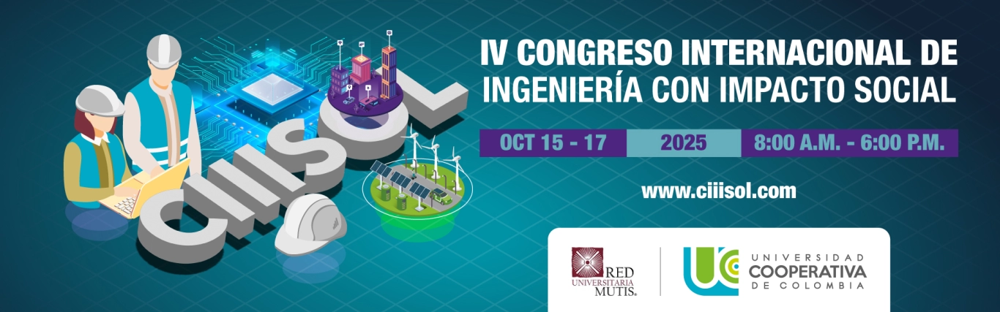 IV CONGRESO INTERNACIONAL DE
INGENIERÍA CON IMPACTO SOCIAL
OCT 15 - 17 2025 8:00 A.M. - 6:00 P.M.
www.ciiisol.com
CIIISOL
RED
UNIVERSITARIA
MUTIS®
UC
UNIVERSIDAD
COOPERATIVA
DE COLOMBIA